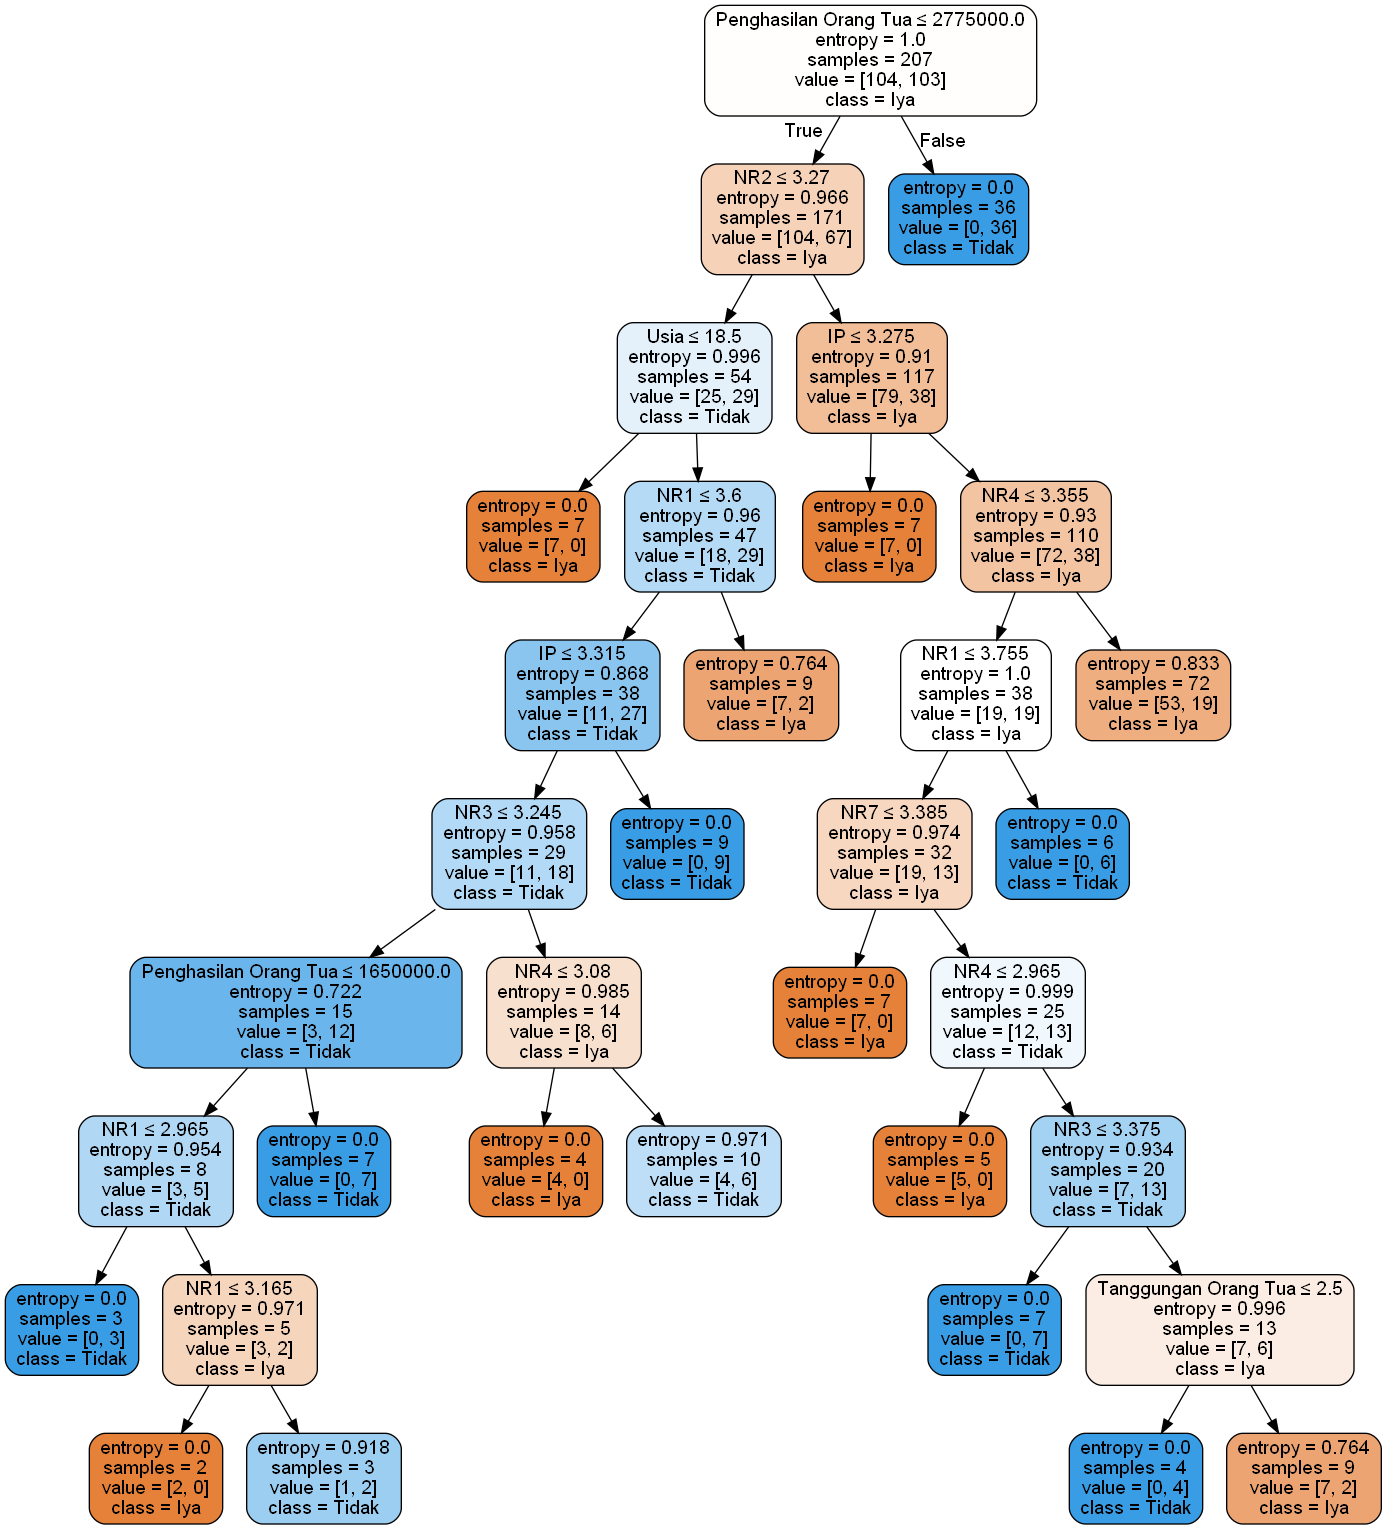 Penghasilan Orang Tua ≤ 2775000.0
entropy = 1.0
samples = 207
value = [104, 103]
class = Iya
True
False
NR2 ≤ 3.27
entropy = 0.966
samples = 171
value = [104, 67]
class = Iya
entropy = 0.0
samples = 36
value = [0, 36]
class = Tidak
Usia ≤ 18.5
entropy = 0.996
samples = 54
value = [25, 29]
class = Tidak
IP ≤ 3.275
entropy = 0.91
samples = 117
value = [79, 38]
class = Iya
entropy = 0.0
samples = 7
value = [7, 0]
class = Iya
NR1 ≤ 3.6
entropy = 0.96
samples = 47
value = [18, 29]
class = Tidak
entropy = 0.0
samples = 7
value = [7, 0]
class = Iya
NR4 ≤ 3.355
entropy = 0.93
samples = 110
value = [72, 38]
class = Iya
IP ≤ 3.315
entropy = 0.868
samples = 38
value = [11, 27]
class = Tidak
entropy = 0.764
samples = 9
value = [7, 2]
class = Iya
NR1 ≤ 3.755
entropy = 1.0
samples = 38
value = [19, 19]
class = Iya
entropy = 0.833
samples = 72
value = [53, 19]
class = Iya
NR3 ≤ 3.245
entropy = 0.958
samples = 29
value = [11, 18]
class = Tidak
entropy = 0.0
samples = 9
value = [0, 9]
class = Tidak
NR7 ≤ 3.385
entropy = 0.974
samples = 32
value = [19, 13]
class = Iya
entropy = 0.0
samples = 6
value = [0, 6]
class = Tidak
Penghasilan Orang Tua ≤ 1650000.0
entropy = 0.722
samples = 15
value = [3, 12]
class = Tidak
NR4 ≤ 3.08
entropy = 0.985
samples = 14
value = [8, 6]
class = Iya
entropy = 0.0
samples = 7
value = [7, 0]
class = Iya
NR4 ≤ 2.965
entropy = 0.999
samples = 25
value = [12, 13]
class = Tidak
NR1 ≤ 2.965
entropy = 0.954
samples = 8
value = [3, 5]
class = Tidak
entropy = 0.0
samples = 7
value = [0, 7]
class = Tidak
entropy = 0.0
samples = 4
value = [4, 0]
class = Iya
entropy = 0.971
samples = 10
value = [4, 6]
class = Tidak
entropy = 0.0
samples = 5
value = [5, 0]
class = Iya
NR3 ≤ 3.375
entropy = 0.934
samples = 20
value = [7, 13]
class = Tidak
entropy = 0.0
samples = 3
value = [0, 3]
class = Tidak
NR1 ≤ 3.165
entropy = 0.971
samples = 5
value = [3, 2]
class = Iya
entropy = 0.0
samples = 7
value = [0, 7]
class = Tidak
Tanggungan Orang Tua ≤ 2.5
entropy = 0.996
samples = 13
value = [7, 6]
class = Iya
entropy = 0.0
samples = 2
value = [2, 0]
class = Iya
entropy = 0.918
samples = 3
value = [1, 2]
class = Tidak
entropy = 0.0
samples = 4
value = [0, 4]
class = Tidak
entropy = 0.764
samples = 9
value = [7, 2]
class = Iya